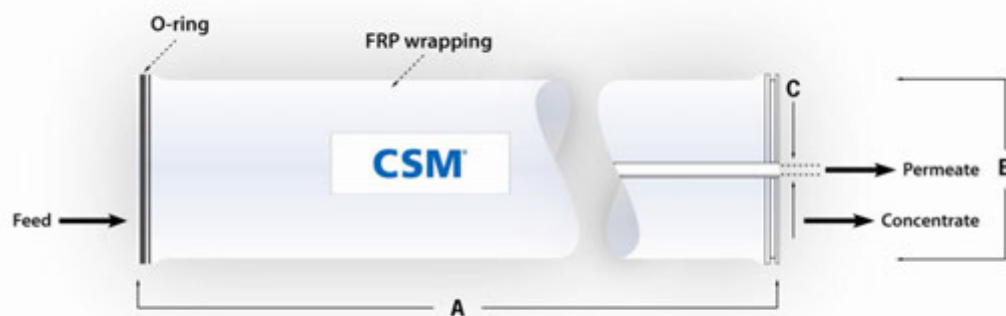 O-ring
FRP wrapping
C
CSM®
Permeate
B
Feed
Concentrate
A